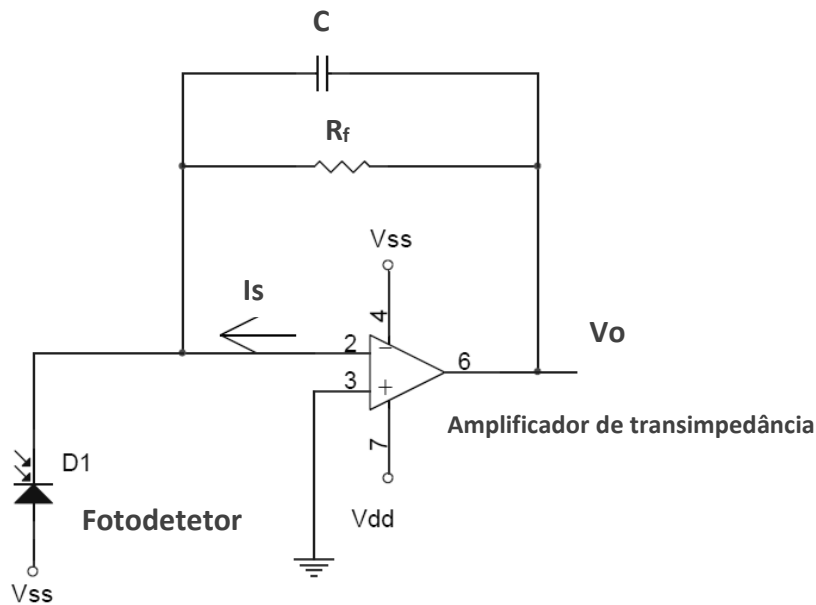 C
Rf
Vss
4
Is
2
3
6
Vo
7
Amplificador de transimpedância
D1
Fotodetetor
Vdd
Vss